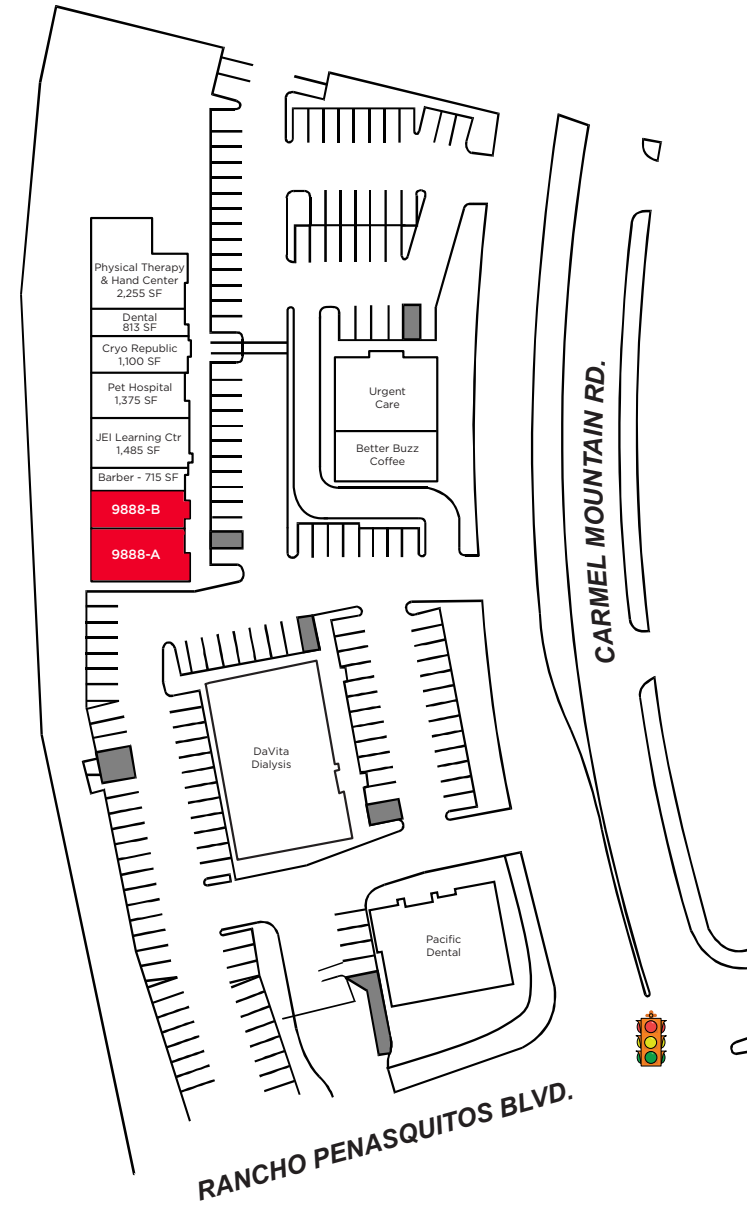 Physical Therapy
& Hand Center
2,255 SF
Dental
813 SF
Cryo Republic
1,100 SF
Pet Hospital
1,375 SF
JEI Learning Ctr
1,485 SF
Barber - 715 SF
9888-B
9888-A
Urgent
Care
Better Buzz
Coffee
CARMEL MOUNTAIN RD.
DaVita
Dialysis
Pacific
Dental
RANCHO PENASQUITOS BLVD.